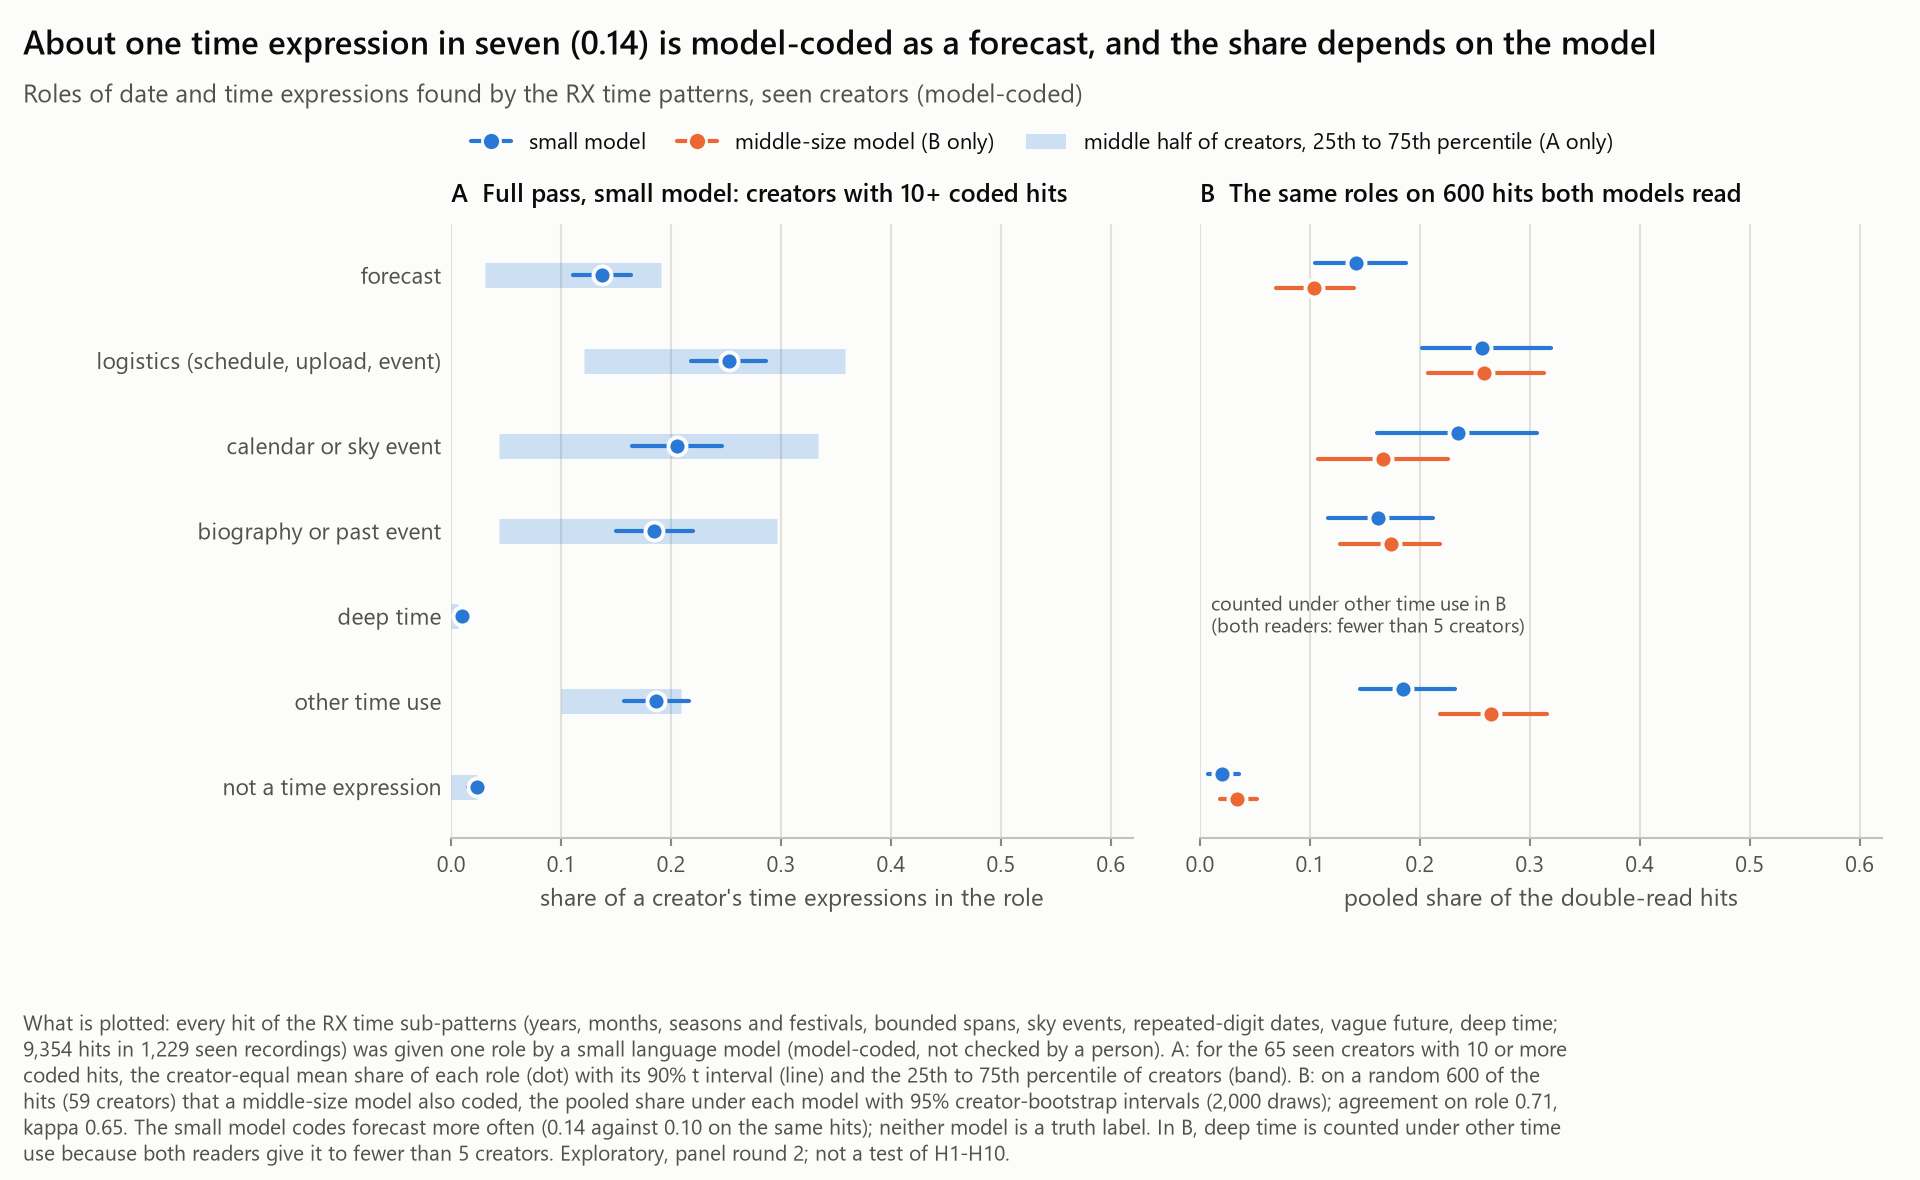 About one time expression in seven (0.14) is model-coded as a forecast, and the share depends on the model
Roles of date and time expressions found by the RX time patterns, seen creators (model-coded)
small model
middle-size model (B only)
middle half of creators, 25th to 75th percentile (A only)
A Full pass, small model: creators with 10+ coded hits
B The same roles on 600 hits both models read
forecast
logistics (schedule, upload, event)
calendar or sky event
biography or past event
deep time
counted under other time use in B
(both readers: fewer than 5 creators)
other time use
not a time expression
0.0 0.1 0.2 0.3 0.4 0.5 0.6
0.0 0.1 0.2 0.3 0.4 0.5 0.6
share of a creator's time expressions in the role
pooled share of the double-read hits
What is plotted: every hit of the RX time sub-patterns (years, months, seasons and festivals, bounded spans, sky events, repeated-digit dates, vague future, deep time;
9,354 hits in 1,229 seen recordings) was given one role by a small language model (model-coded, not checked by a person). A: for the 65 seen creators with 10 or more
coded hits, the creator-equal mean share of each role (dot) with its 90% t interval (line) and the 25th to 75th percentile of creators (band). B: on a random 600 of the
hits (59 creators) that a middle-size model also coded, the pooled share under each model with 95% creator-bootstrap intervals (2,000 draws); agreement on role 0.71,
kappa 0.65. The small model codes forecast more often (0.14 against 0.10 on the same hits); neither model is a truth label. In B, deep time is counted under other time
use because both readers give it to fewer than 5 creators. Exploratory, panel round 2; not a test of H1-H10.